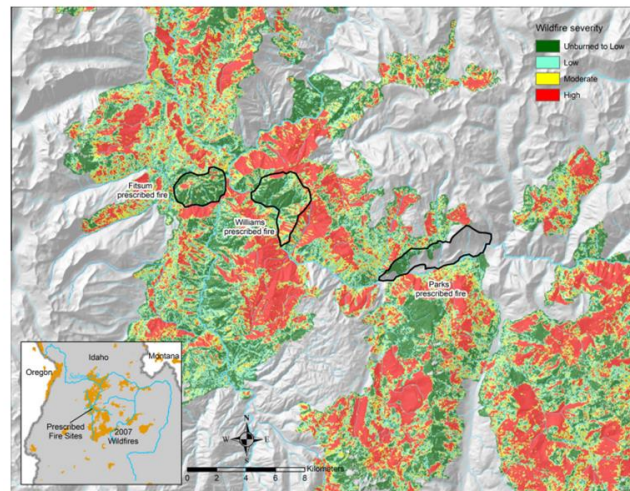 Wildfire severity
Unburned to Low
Low
Moderate
High
Fitsum
prescribed fire
Williams
prescribed fire
Parks
prescribed fire
Idaho
Montana
Oregon
Prescribed
Fire Sites
2007
Wildfires
N
W
E
S
0 2 4 6 8
Kilometers